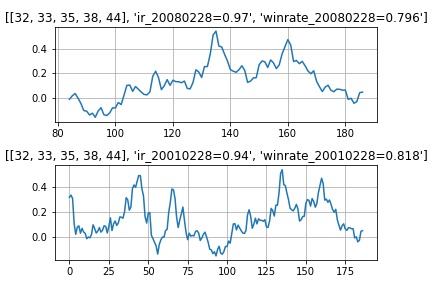 [[32, 33, 35, 38, 44], 'ir_20080228=0.97', 'winrate_20080228=0.796']
0.4
0.2
0.0
80 100 120 140 160 180
[[32, 33, 35, 38, 44], 'ir_20010228=0.94', 'winrate_20010228=0.818']
0.4
0.2
0.0
0 25 50 75 100 125 150 175